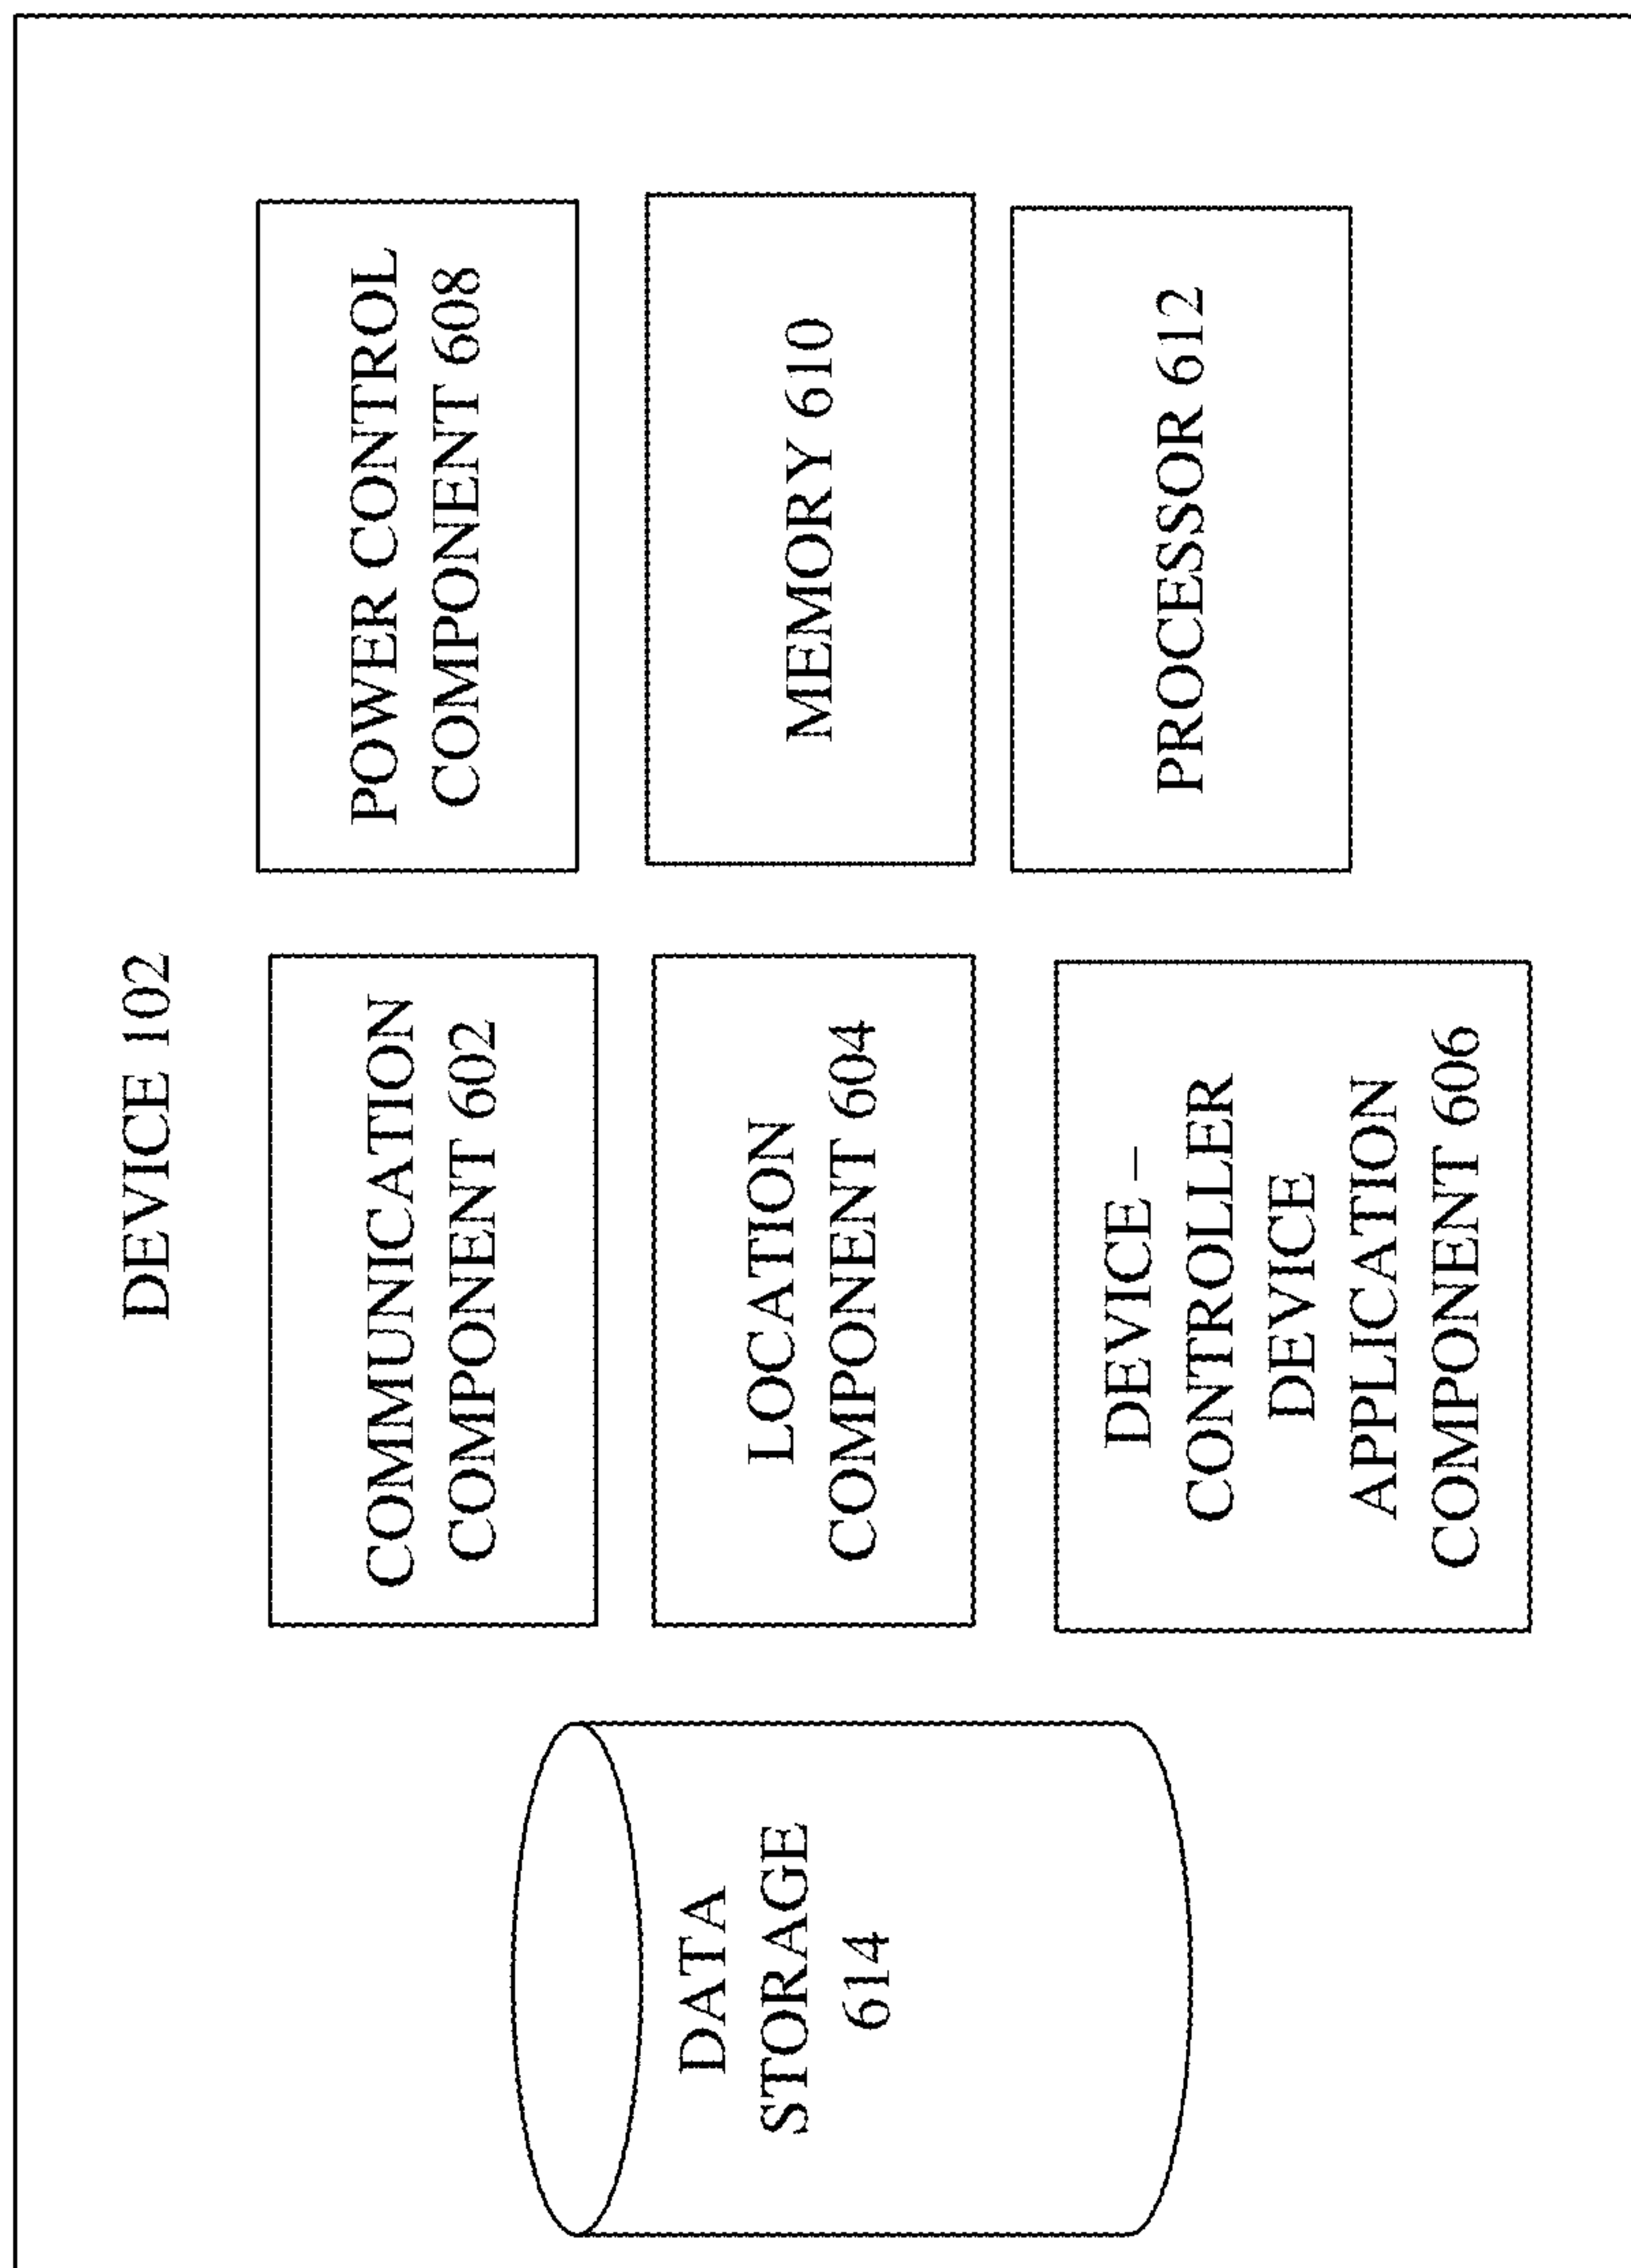 DEVICE 102
DATA
STORAGE
614
COMMUNICATION
COMPONENT 602
LOCATION
COMPONENT 604
DEVICE –
CONTROLLER
DEVICE
APPLICATION
COMPONENT 606
POWER CONTROL
COMPONENT 608
MEMORY 610
PROCESSOR 612